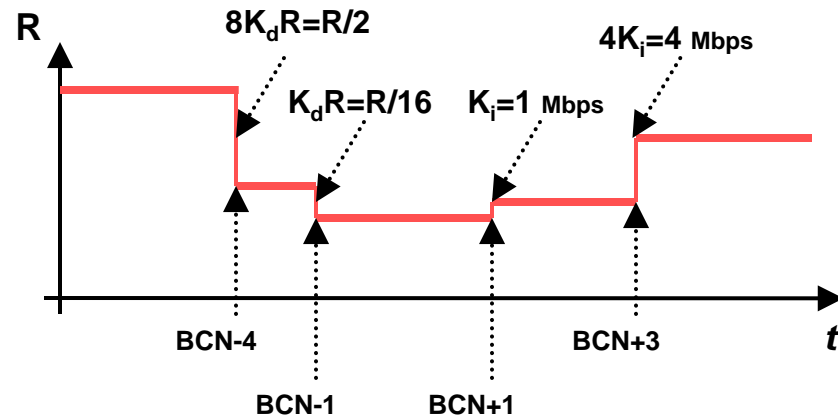 R
8KdR=R/2
4Ki=4 Mbps
KdR=R/16
Ki=1 Mbps
BCN-4
BCN+3
t
BCN-1
BCN+1